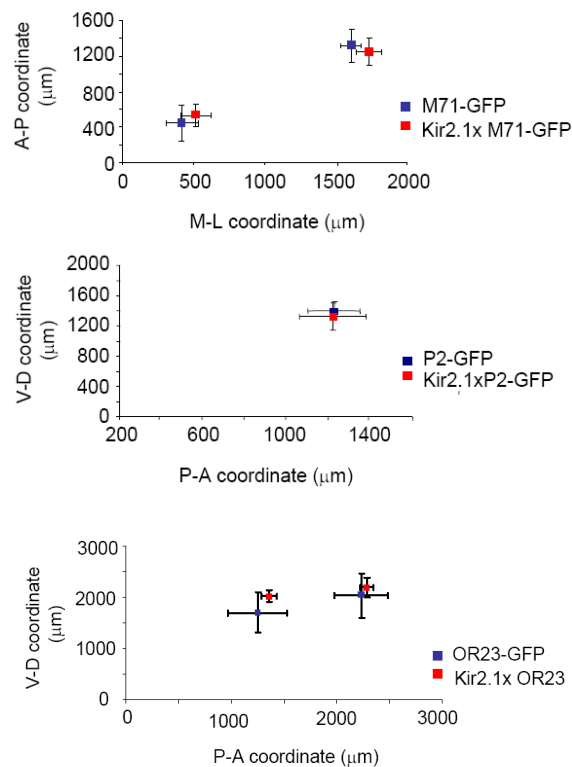 1600
1200
800
400
0
A-P coordinate
(μm)
0 500 1000 1500 2000
M-L coordinate (μm)
M71-GFP
Kir2.1x M71-GFP
2000
1600
1200
800
400
0
V-D coordinate
(μm)
200 600 1000 1400
P-A coordinate (μm)
P2-GFP
Kir2.1xP2-GFP
3000
2000
1000
0
V-D coordinate
(μm)
0 1000 2000 3000
P-A coordinate (μm)
OR23-GFP
Kir2.1x OR23